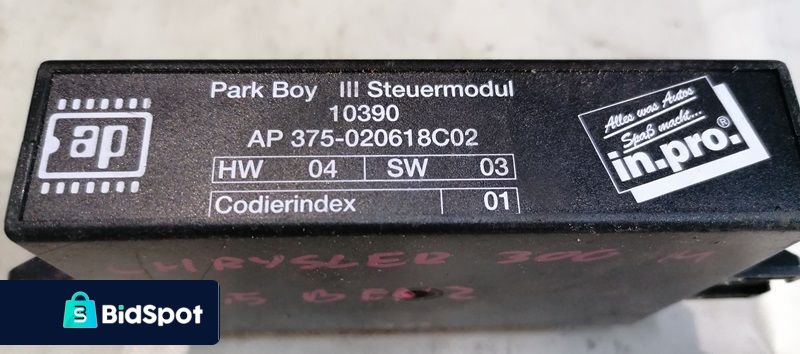 ap
Park Boy III Steuermodul
10390
AP 375-020618C02
HW 04 SW 03
Codierindex 01
Alles was Autos
Spaß macht...
in.pro.®
CHRYSLER 300 M
BidSpot